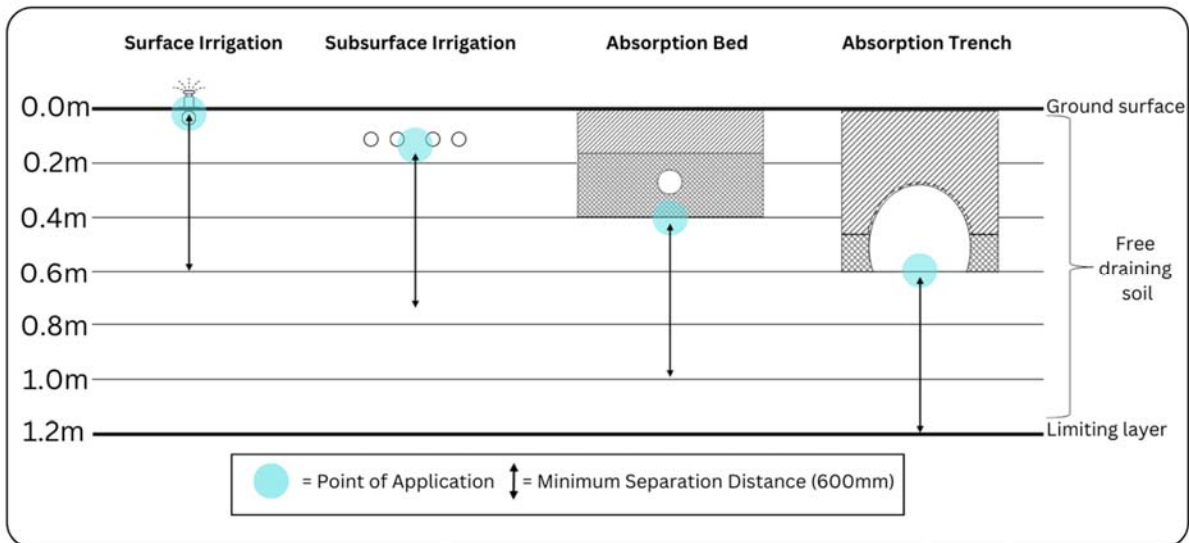 Surface Irrigation
Subsurface Irrigation
Absorption Bed
Absorption Trench
0.0m
Ground surface
0.2m
0.4m
0.6m
0.8m
1.0m
1.2m
Free
draining
soil
Limiting layer
= Point of Application
= Minimum Separation Distance (600mm)